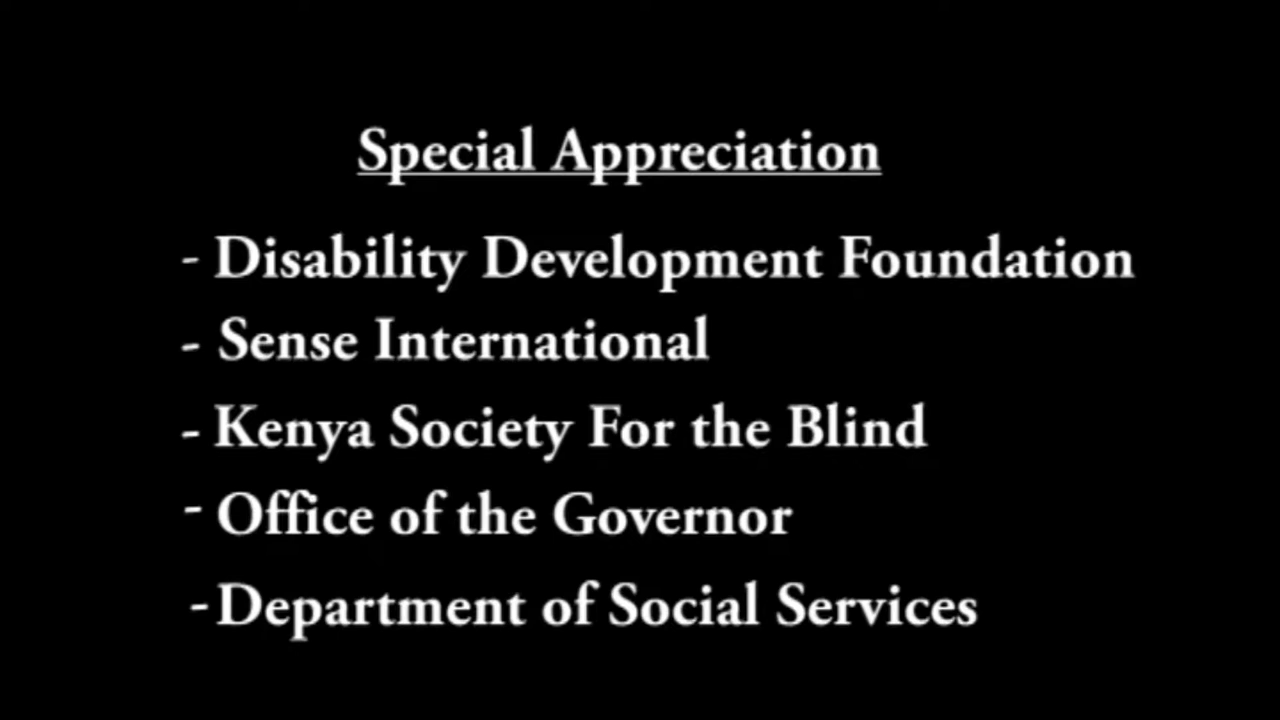 Special Appreciation
- Disability Development Foundation
- Sense International
- Kenya Society For the Blind
- Office of the Governor
- Department of Social Services